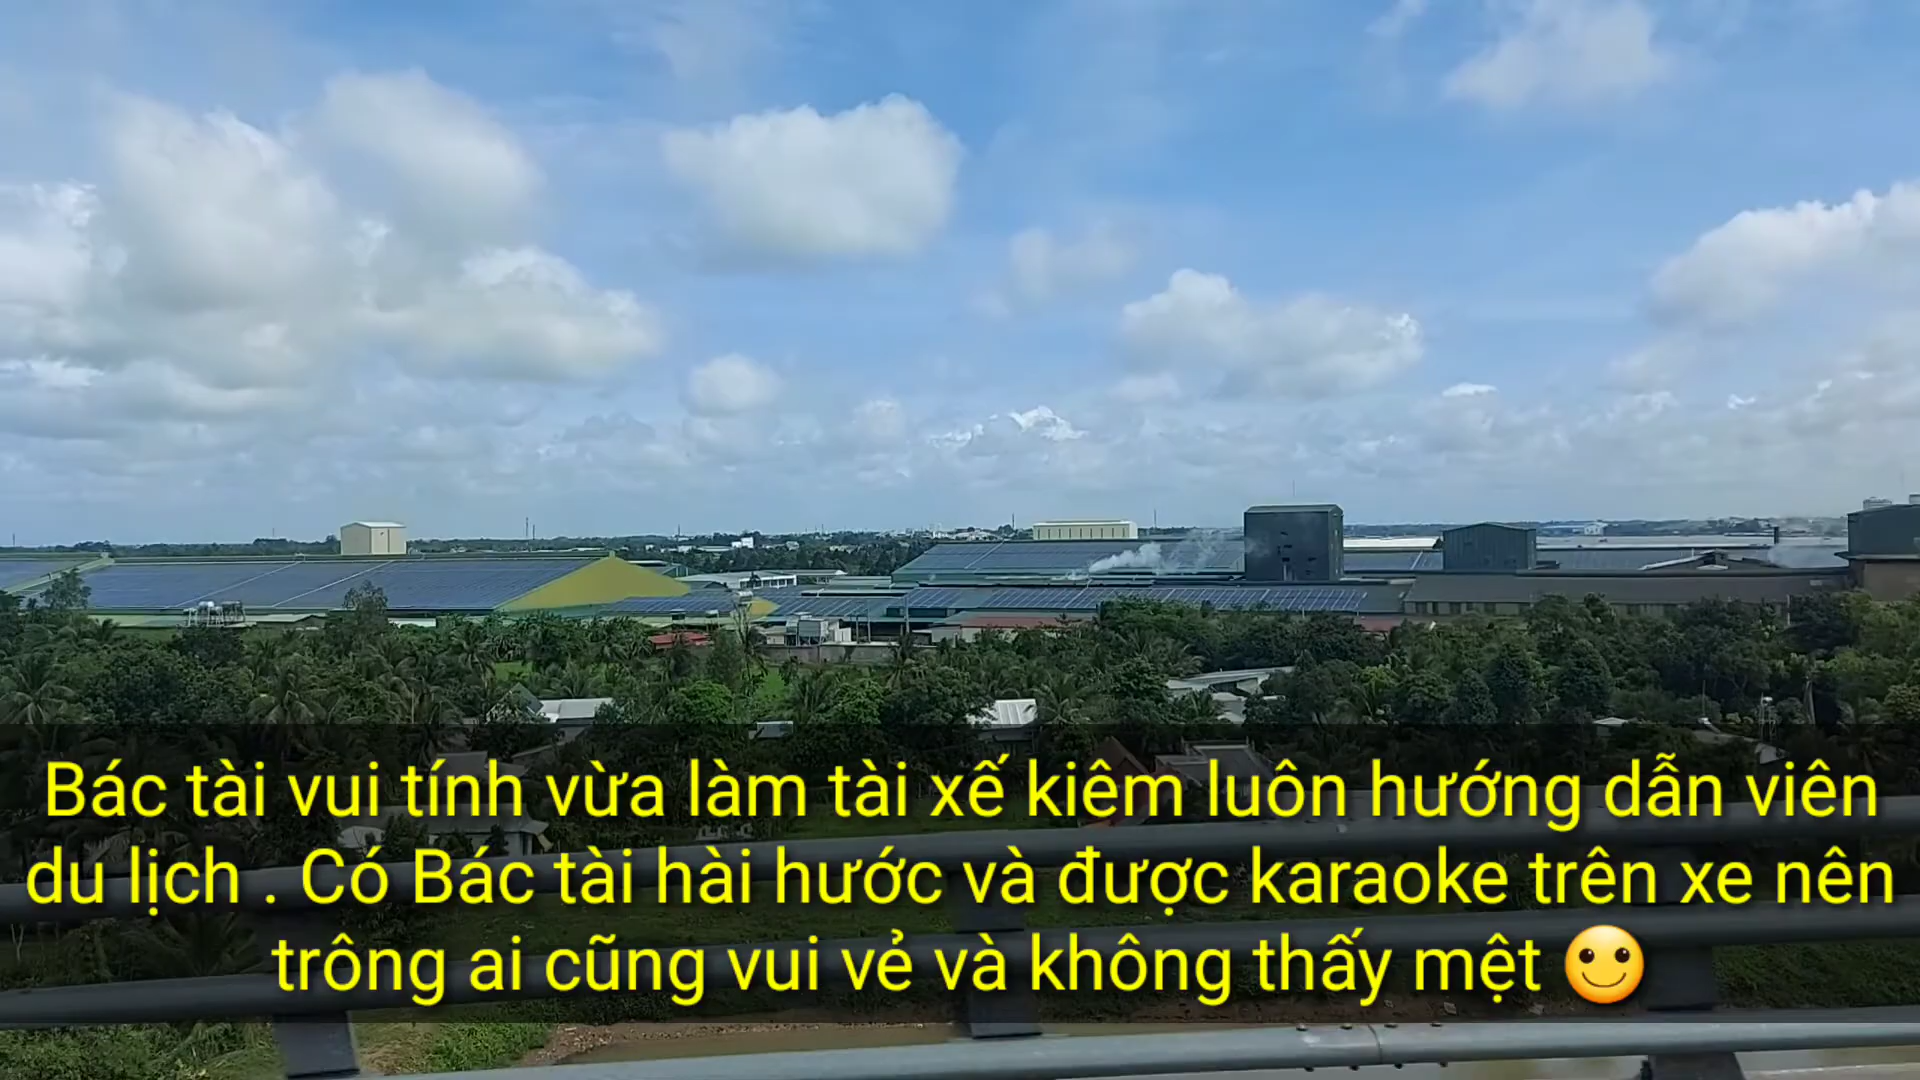 Bác tài vui tính vừa làm tài xế kiêm luôn hướng dẫn viên
du lịch . Có Bác tài hài hước và được karaoke trên xe nên
trông ai cũng vui vẻ và không thấy mệt 🙂